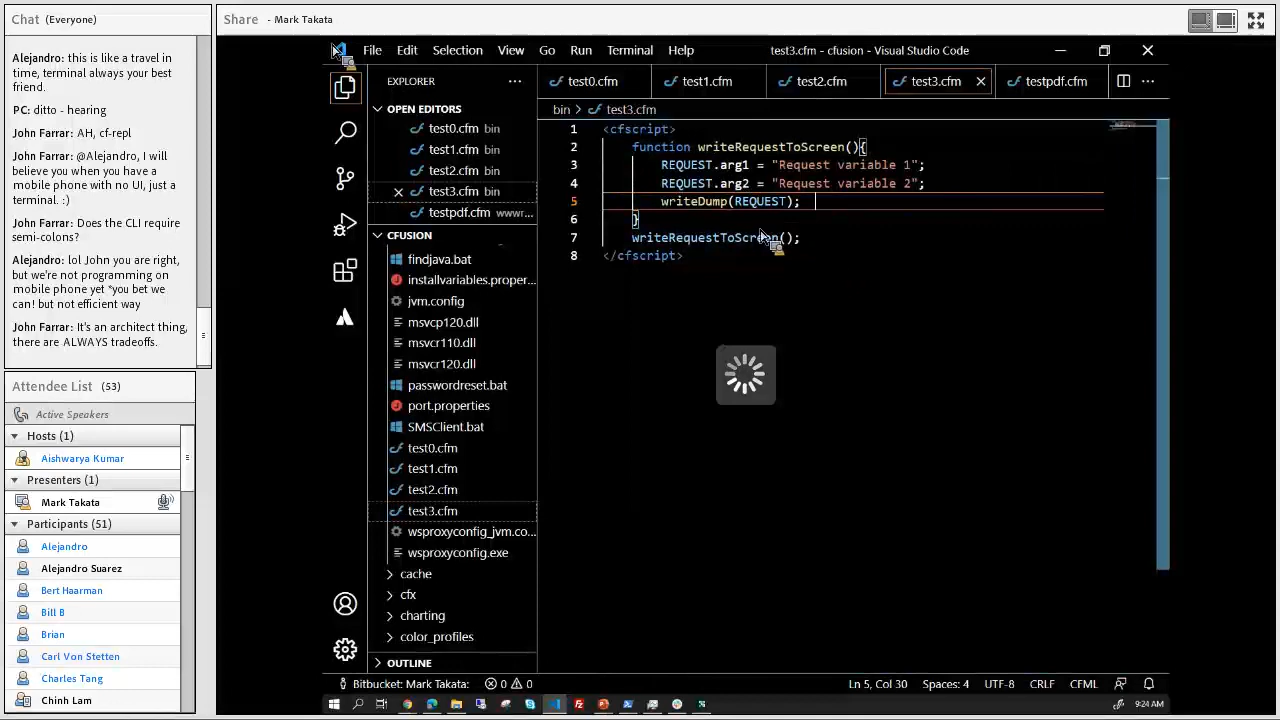 Chat (Everyone)
Alejandro: this is like a travel in
time, terminal always your best
friend.
PC: ditto - hearing
John Farrar: AH, cf-repl
John Farrar: @Alejandro, I will
believe you when you have a
mobile phone with no UI, just a
terminal. :)
John Farrar: Does the CLI require
semi-colons?
Alejandro: lol John you are right,
but we're not programming on
mobile phone yet *you bet we
can! but not efficient way
John Farrar: It's an architect thing,
there are ALWAYS tradeoffs.
Attendee List (53)
Active Speakers
Hosts (1)
Aishwarya Kumar
Presenters (1)
Mark Takata
Participants (51)
Alejandro
Alejandro Suarez
Bert Haarman
Bill B
Brian
Carl Von Stetten
Charles Tang
Chinh Lam
Share - Mark Takata
File Edit Selection View Go Run Terminal Help
test3.cfm - cfusion - Visual Studio Code
EXPLORER
OPEN EDITORS
test0.cfm bin
test1.cfm bin
test2.cfm bin
test3.cfm bin
testpdf.cfm wwwr...
CFUSION
findjava.bat
installvariables.proper...
jvm.config
msvcp120.dll
msvcr110.dll
msvcr120.dll
passwordreset.bat
port.properties
SMSClient.bat
test0.cfm
test1.cfm
test2.cfm
test3.cfm
wsproxyconfig_jvm.co...
wsproxyconfig.exe
cache
cfx
charting
color_profiles
OUTLINE
test0.cfm test1.cfm test2.cfm test3.cfm testpdf.cfm
bin > test3.cfm
1 <cfscript>
2 function writeRequestToScreen(){
3 REQUEST.arg1 = "Request variable 1";
4 REQUEST.arg2 = "Request variable 2";
5 writeDump(REQUEST);
6 }
7 writeRequestToScreen();
8 </cfscript>
Bitbucket: Mark Takata: 0 0
Ln 5, Col 30 Spaces: 4 UTF-8 CRLF CFML
9:24 AM